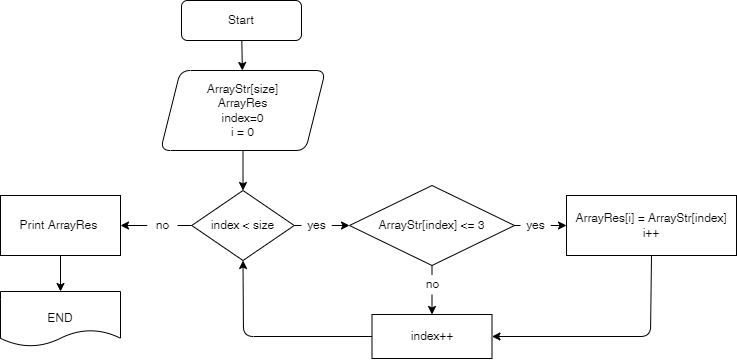 Start
ArrayStr[size]
ArrayRes
index=0
i = 0
Print ArrayRes
no
index < size
yes
ArrayStr[index] <= 3
yes
ArrayRes[i] = ArrayStr[index]
i++
no
END
index++